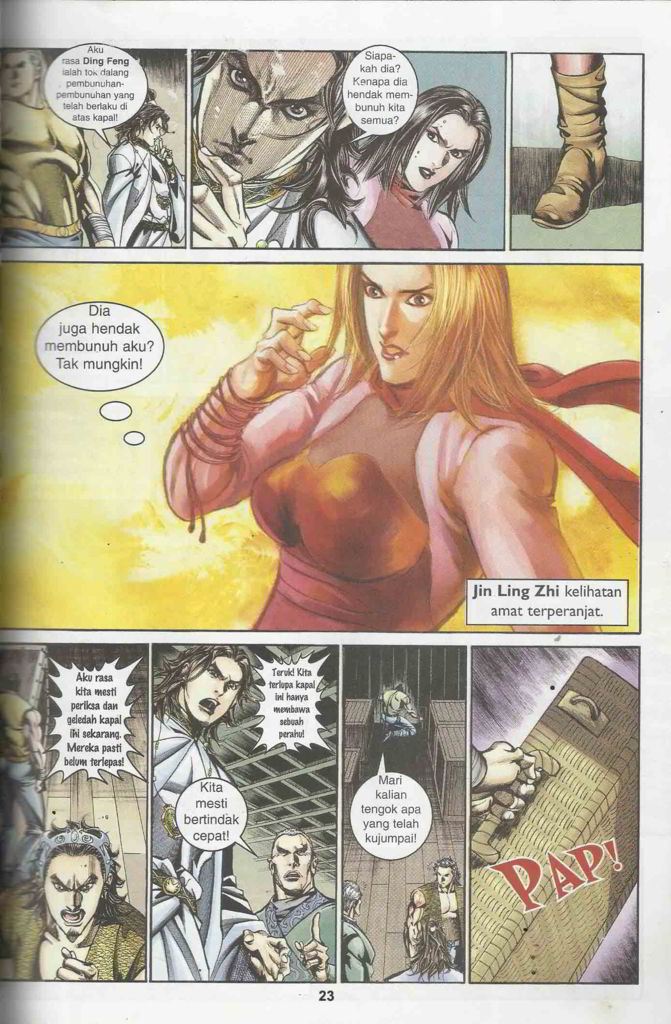 Aku
rasa Ding Feng
ialah tok dalang
pembunuhan-
pembunuhan yang
telah berlaku di
atas kapal!
Siapa-
kah dia?
Kenapa dia
hendak mem-
bunuh kita
semua?
Dia
juga hendak
membunuh aku?
Tak mungkin!
Jin Ling Zhi kelihatan
amat terperanjat.
Aku rasa
kita mesti
periksa dan
geledah kapal
ini sekarang.
Mereka pasti
belum terlepas!
Teruk! Kita
terlupa kapal
ini hanya
membawa
sebuah
perahu!
Kita
mesti
bertindak
cepat!
Mari
kalian
tengok apa
yang telah
kujumpai!
PAP!
23